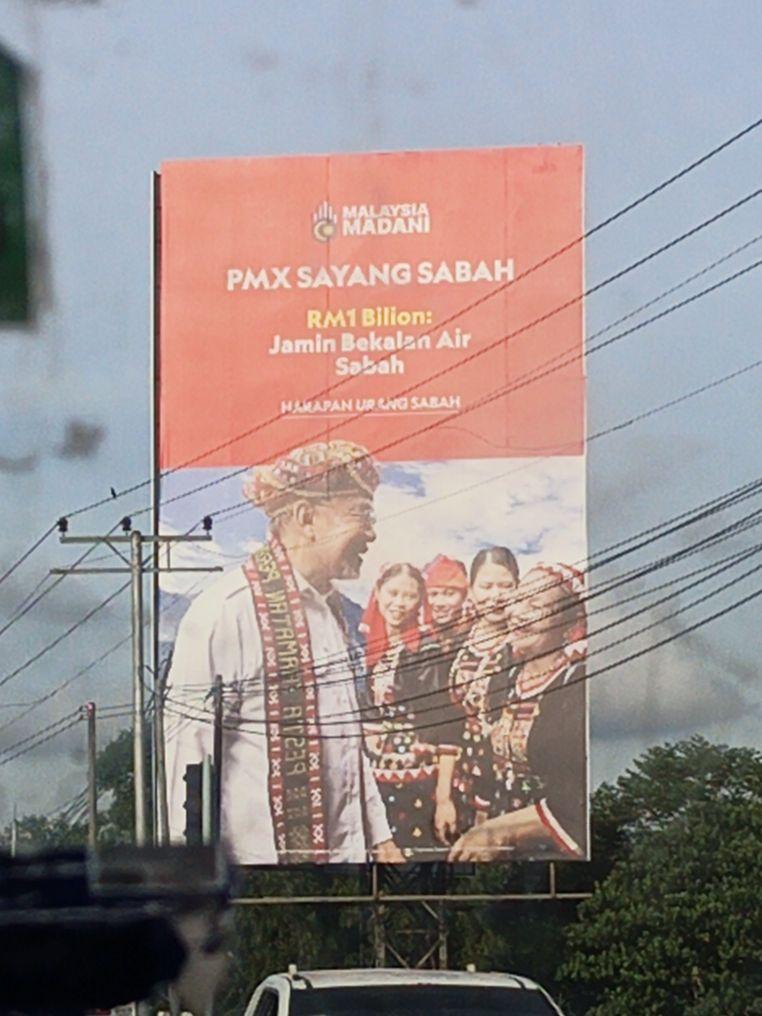 MALAYSIA
MADANI
PMX SAYANG SABAH
RM1 Bilion:
Jamin Bekalan Air
Sabah
HARAPAN URANG SABAH